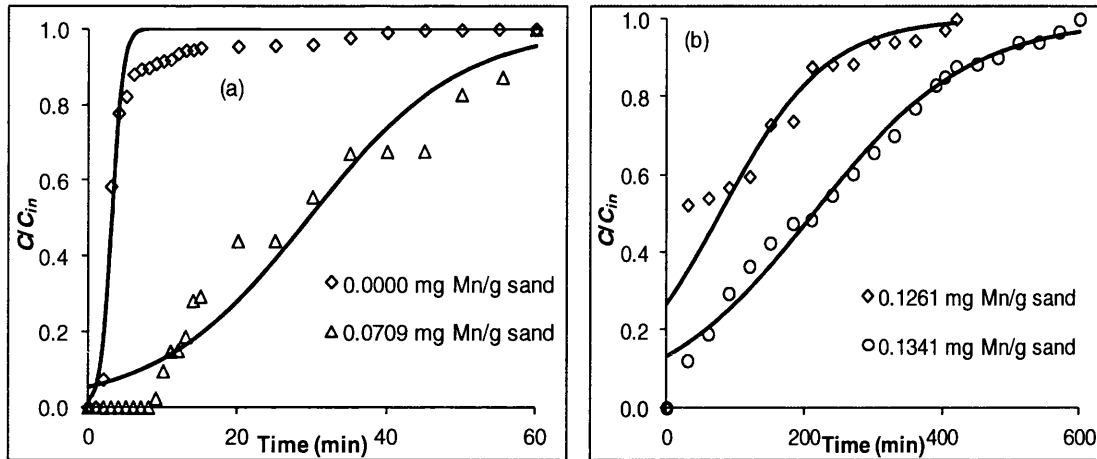 (a)
C/C_in
1.0
0.8
0.6
0.4
0.2
0.0
0.0000 mg Mn/g sand
0.0709 mg Mn/g sand
0
20
40
60
Time (min)
(b)
C/C_in
1.0
0.8
0.6
0.4
0.2
0.0
0.1261 mg Mn/g sand
0.1341 mg Mn/g sand
0
200
400
600
Time (min)